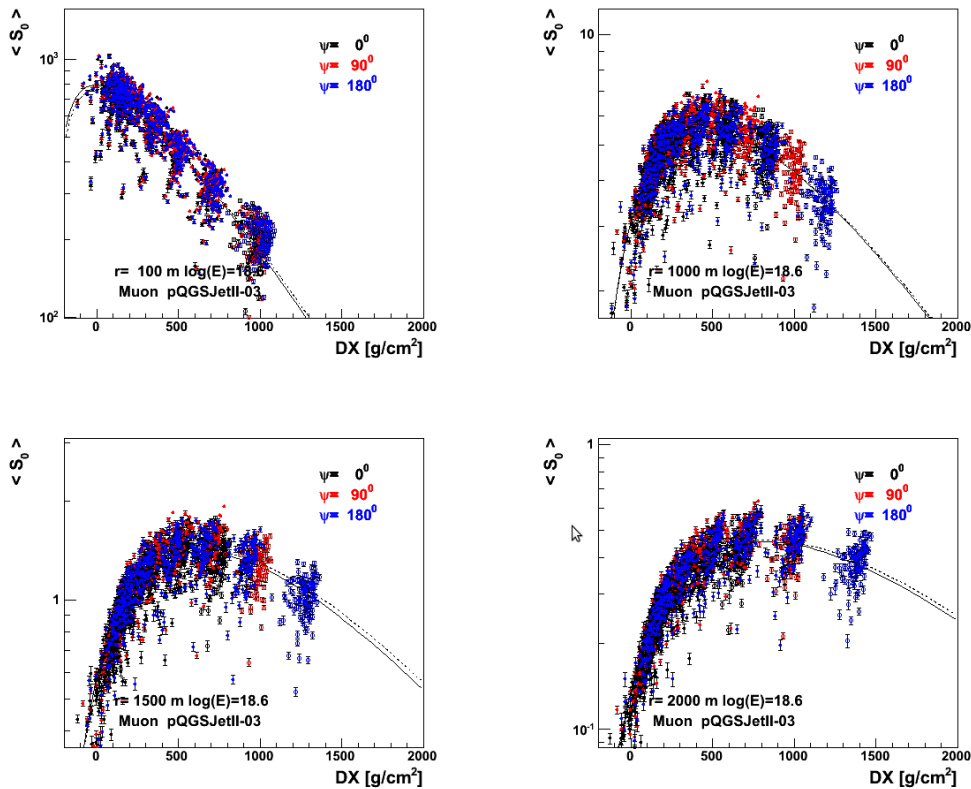 < S0 >
10³
10²
ψ= 0⁰
ψ= 90⁰
ψ= 180⁰
r= 100 m log(E)=18.6
Muon pQGSJetII-03
0 500 1000 1500 2000
DX [g/cm²]
< S0 >
10
ψ= 0⁰
ψ= 90⁰
ψ= 180⁰
r= 1000 m log(E)=18.6
Muon pQGSJetII-03
0 500 1000 1500 2000
DX [g/cm²]
< S0 >
1
ψ= 0⁰
ψ= 90⁰
ψ= 180⁰
r= 1500 m log(E)=18.6
Muon pQGSJetII-03
0 500 1000 1500 2000
DX [g/cm²]
< S0 >
1
10⁻¹
ψ= 0⁰
ψ= 90⁰
ψ= 180⁰
r= 2000 m log(E)=18.6
Muon pQGSJetII-03
0 500 1000 1500 2000
DX [g/cm²]